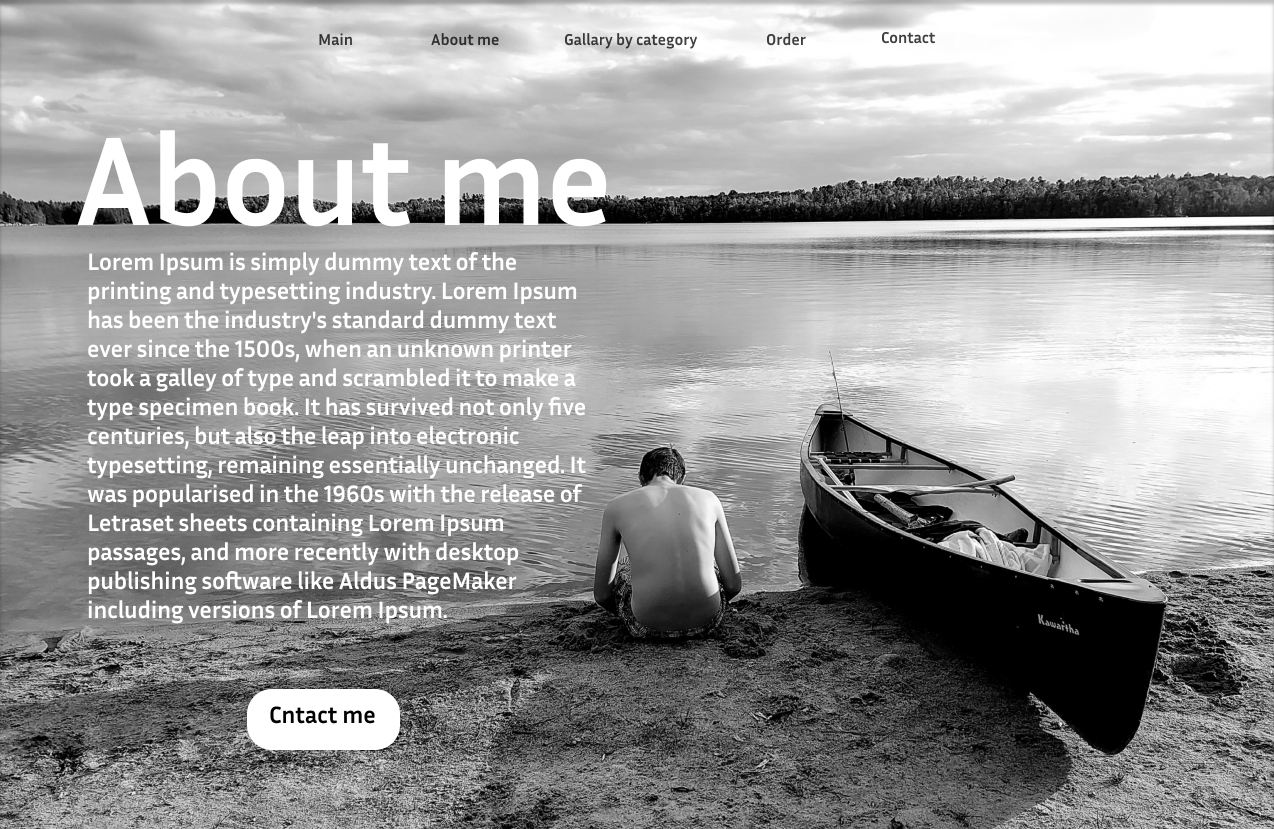 Main About me Gallary by category Order Contact
About me
Lorem Ipsum is simply dummy text of the
printing and typesetting industry. Lorem Ipsum
has been the industry's standard dummy text
ever since the 1500s, when an unknown printer
took a galley of type and scrambled it to make a
type specimen book. It has survived not only five
centuries, but also the leap into electronic
typesetting, remaining essentially unchanged. It
was popularised in the 1960s with the release of
Letraset sheets containing Lorem Ipsum
passages, and more recently with desktop
publishing software like Aldus PageMaker
including versions of Lorem Ipsum.
Kawartha
Cntact me